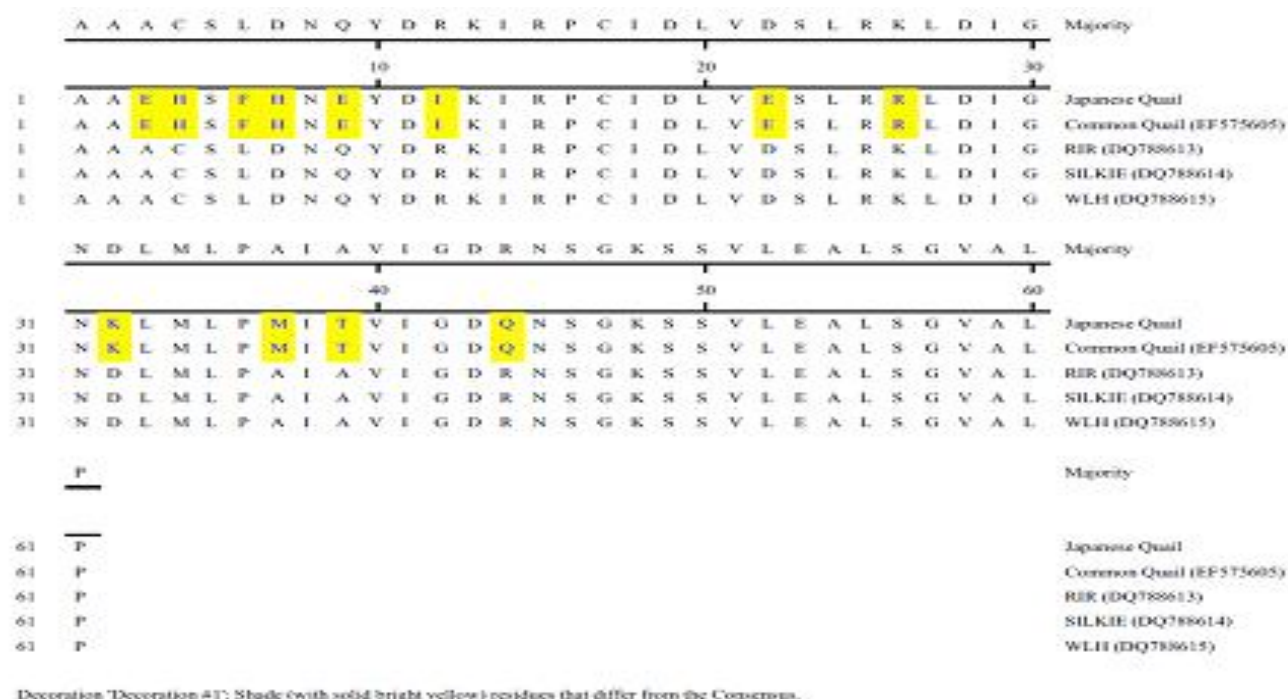 A A A C S L D N Q Y D R K I R P C I D L V D S L R K L D I G Majority
10 20 30
1 A A E H S F H N E Y D I K I R P C I D L V E S L R R L D I G Japanese Quail
1 A A E H S F H N E Y D I K I R P C I D L V E S L R R L D I G Common Quail (EF575605)
1 A A A C S L D N Q Y D R K I R P C I D L V D S L R K L D I G RIR (DQ788613)
1 A A A C S L D N Q Y D R K I R P C I D L V D S L R K L D I G SILKIE (DQ788614)
1 A A A C S L D N Q Y D R K I R P C I D L V D S L R K L D I G WLH (DQ788615)
N D L M L P A I A V I G D R N S G K S S V L E A L S G V A L Majority
40 50 60
31 N K L M L P M I T V I G D Q N S G K S S V L E A L S G V A L Japanese Quail
31 N K L M L P M I T V I G D Q N S G K S S V L E A L S G V A L Common Quail (EF575605)
31 N D L M L P A I A V I G D R N S G K S S V L E A L S G V A L RIR (DQ788613)
31 N D L M L P A I A V I G D R N S G K S S V L E A L S G V A L SILKIE (DQ788614)
31 N D L M L P A I A V I G D R N S G K S S V L E A L S G V A L WLH (DQ788615)
P Majority
61 P Japanese Quail
61 P Common Quail (EF575605)
61 P RIR (DQ788613)
61 P SILKIE (DQ788614)
61 P WLH (DQ788615)
Decoration 'Decoration #1': Shade (with solid bright yellow) residues that differ from the Consensus.